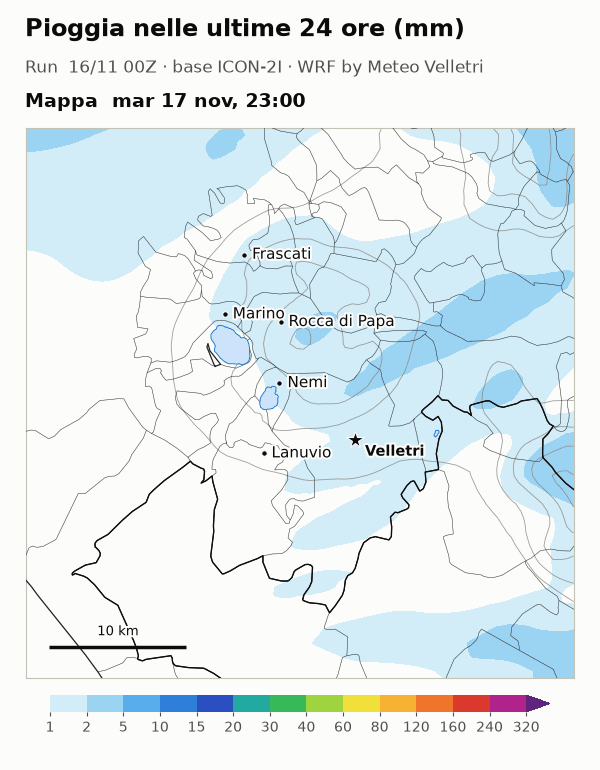 Pioggia nelle ultime 24 ore (mm)
Run  16/11 00Z · base ICON-2I · WRF by Meteo Velletri
Mappa  mar 17 nov, 23:00
Frascati
Marino
Rocca di Papa
Nemi
Velletri
Lanuvio
10 km
1 2 5 10 15 20 30 40 60 80 120 160 240 320